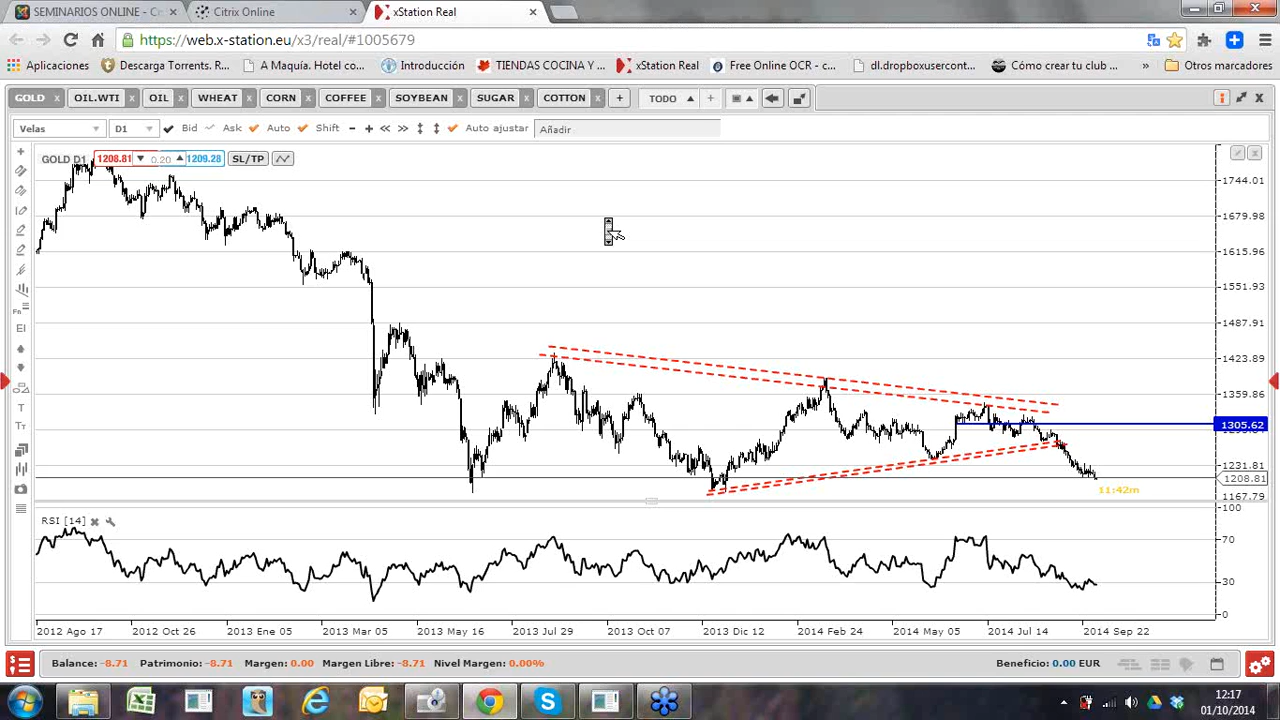 SEMINARIOS ONLINE - Ce
Citrix Online
xStation Real
https://web.x-station.eu/x3/real/#1005679
Aplicaciones
Descarga Torrents. R...
A Maquía. Hotel co...
Introducción
TIENDAS COCINA Y ...
xStation Real
Free Online OCR - c...
dl.dropboxusercont...
Cómo crear tu club ...
»
Otros marcadores
GOLD OIL.WTI OIL WHEAT CORN COFFEE SOYBEAN SUGAR COTTON + TODO +
Velas D1 Bid Ask Auto Shift Auto ajustar Añadir
GOLD D1 1208.81 0.20 1209.28 SL/TP
1744.01
1679.98
1615.96
1551.93
1487.91
1423.89
1359.86
1305.62
1231.81
1208.81
1167.79
11:42m
RSI [14]
100
70
30
0
2012 Ago 17 2012 Oct 26 2013 Ene 05 2013 Mar 05 2013 May 16 2013 Jul 29 2013 Oct 07 2013 Dic 12 2014 Feb 24 2014 May 05 2014 Jul 14 2014 Sep 22
Balance: -8.71 Patrimonio: -8.71 Margen: 0.00 Margen Libre: -8.71 Nivel Margen: 0.00% Beneficio: 0.00 EUR
12:17
01/10/2014